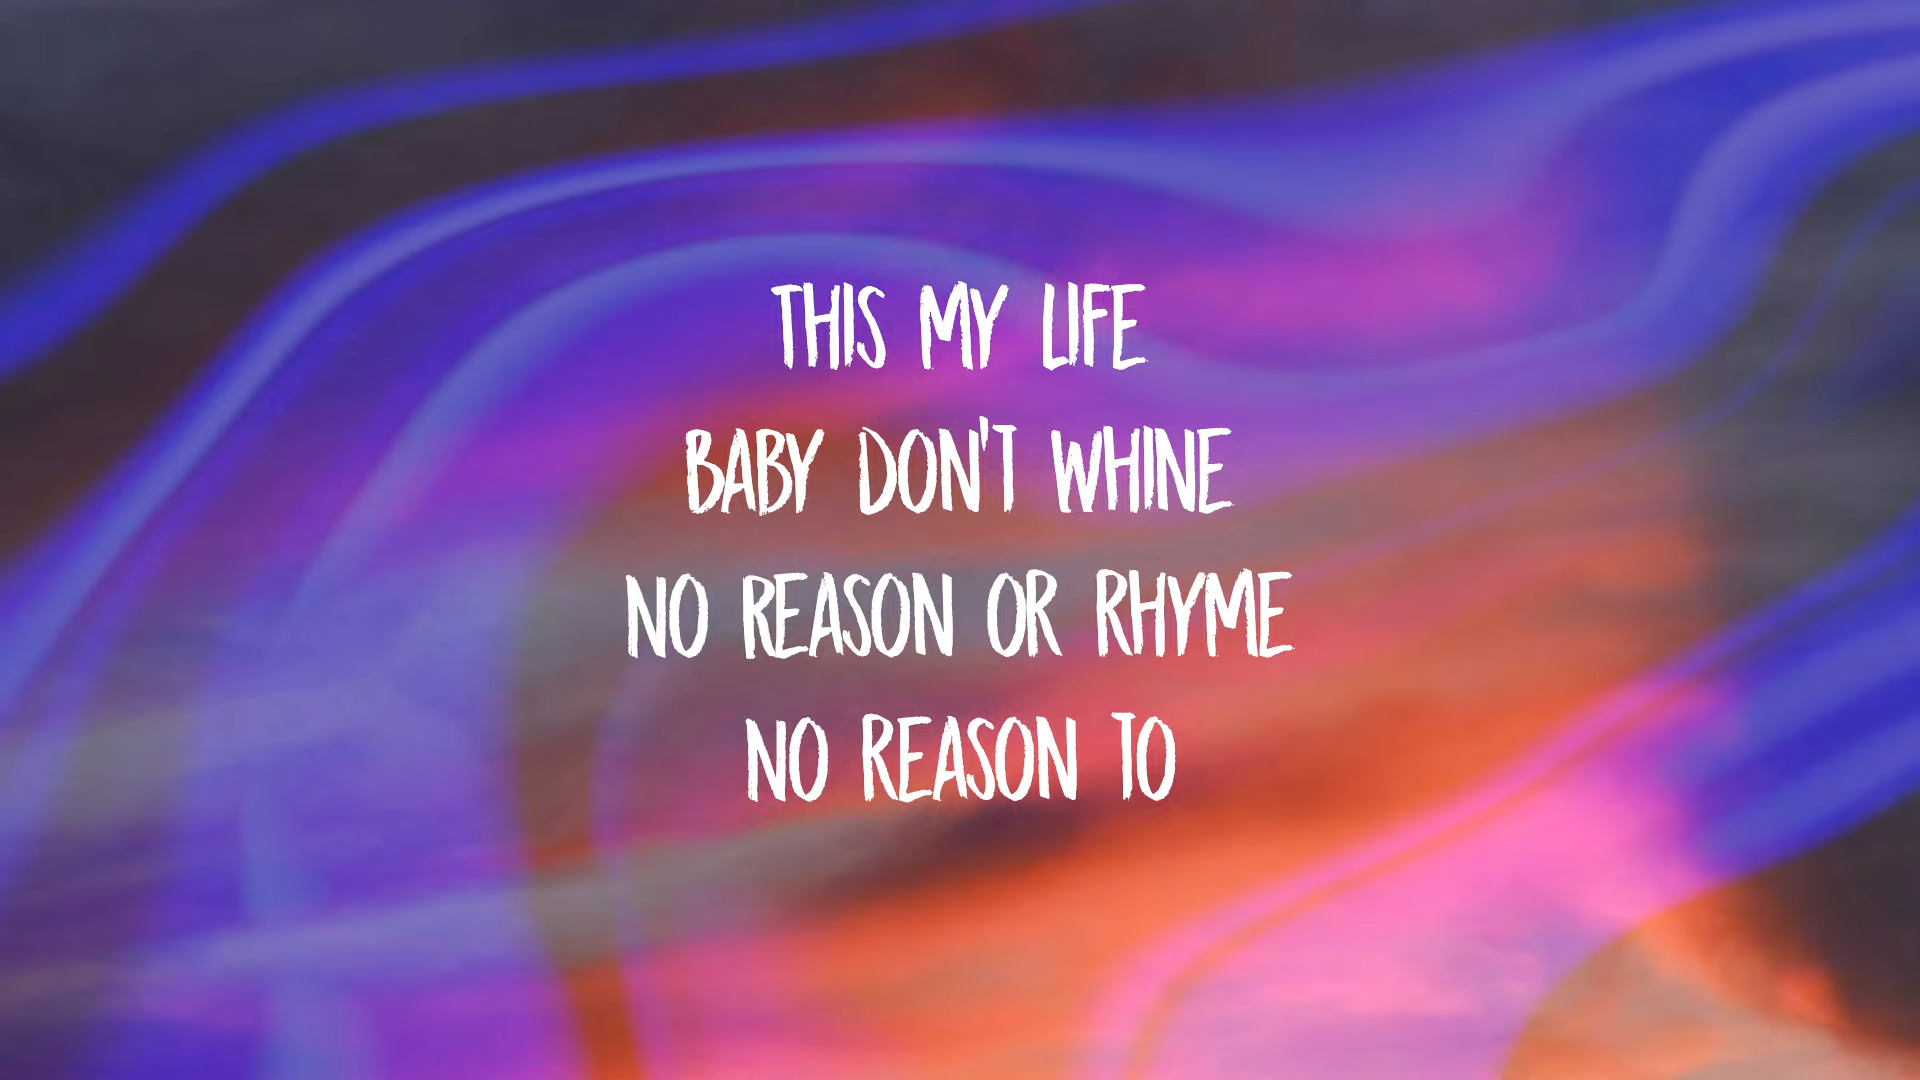 THIS MY LIFE
BABY DON'T WHINE
NO REASON OR RHYME
NO REASON TO